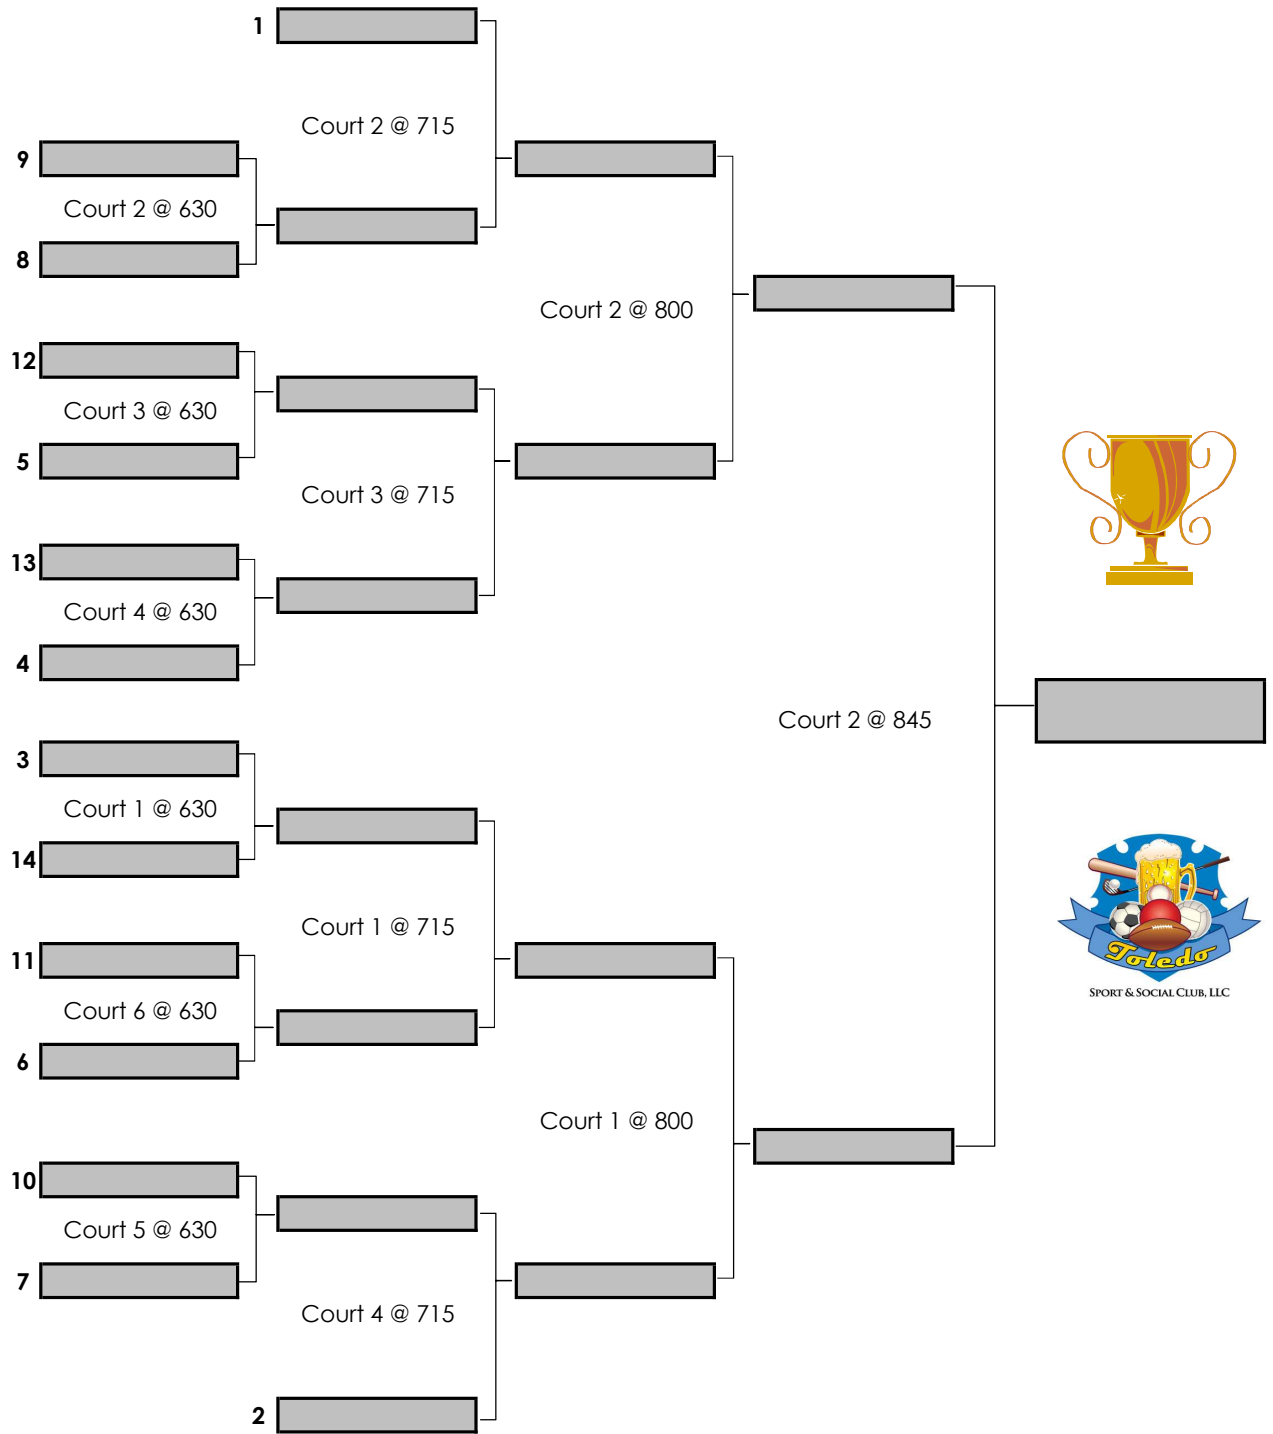 1
Court 2 @ 715
9
Court 2 @ 630
8
Court 2 @ 800
12
Court 3 @ 630
5
Court 3 @ 715
13
Court 4 @ 630
4
Court 2 @ 845
3
Court 1 @ 630
14
Court 1 @ 715
11
Court 6 @ 630
6
Toledo
SPORT & SOCIAL CLUB, LLC
Court 1 @ 800
10
Court 5 @ 630
7
Court 4 @ 715
2